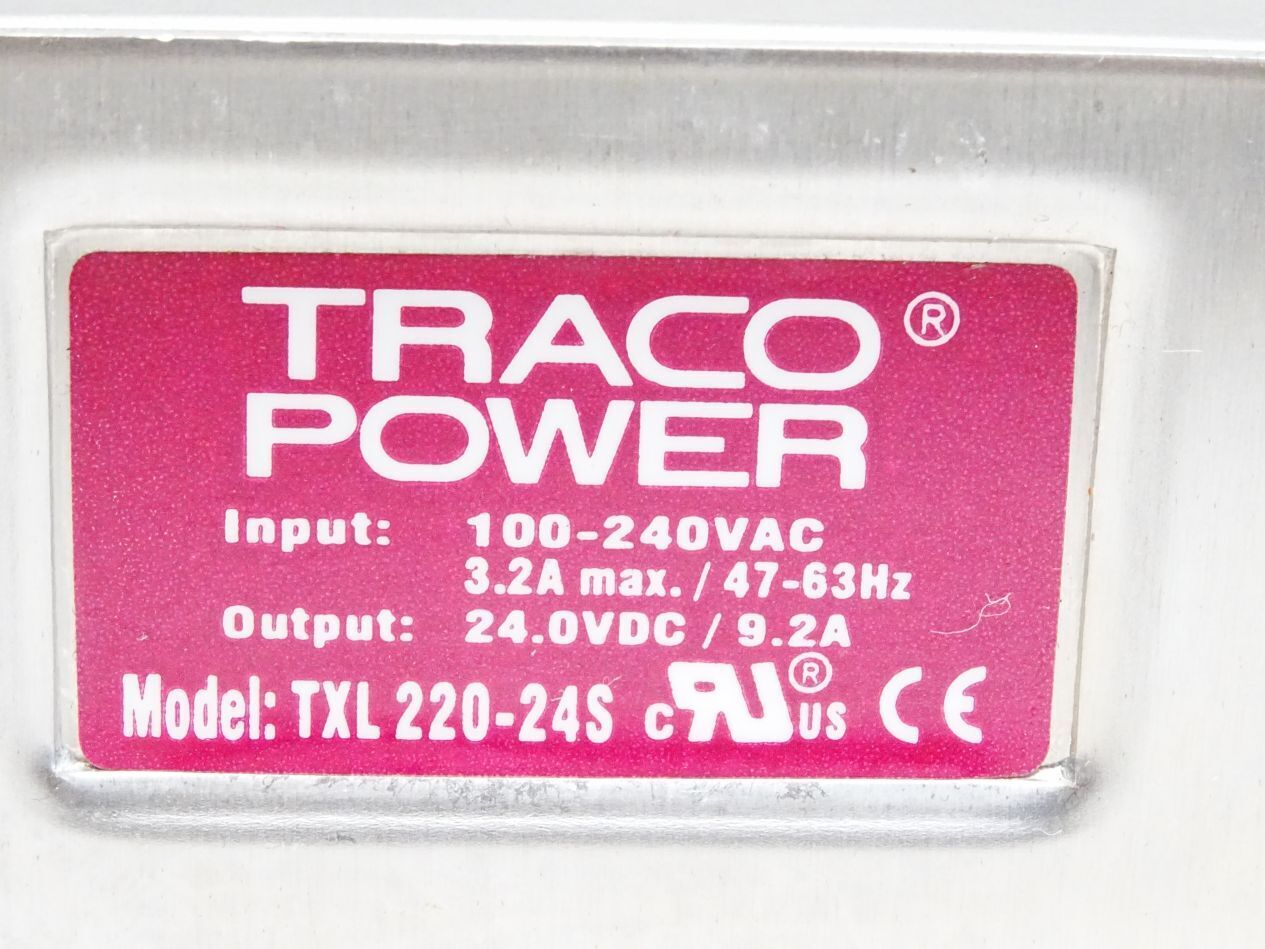 TRACO ®
POWER
Input: 100-240VAC
3.2A max. / 47-63Hz
Output: 24.0VDC / 9.2A
Model: TXL 220-24S c RU ® US CE